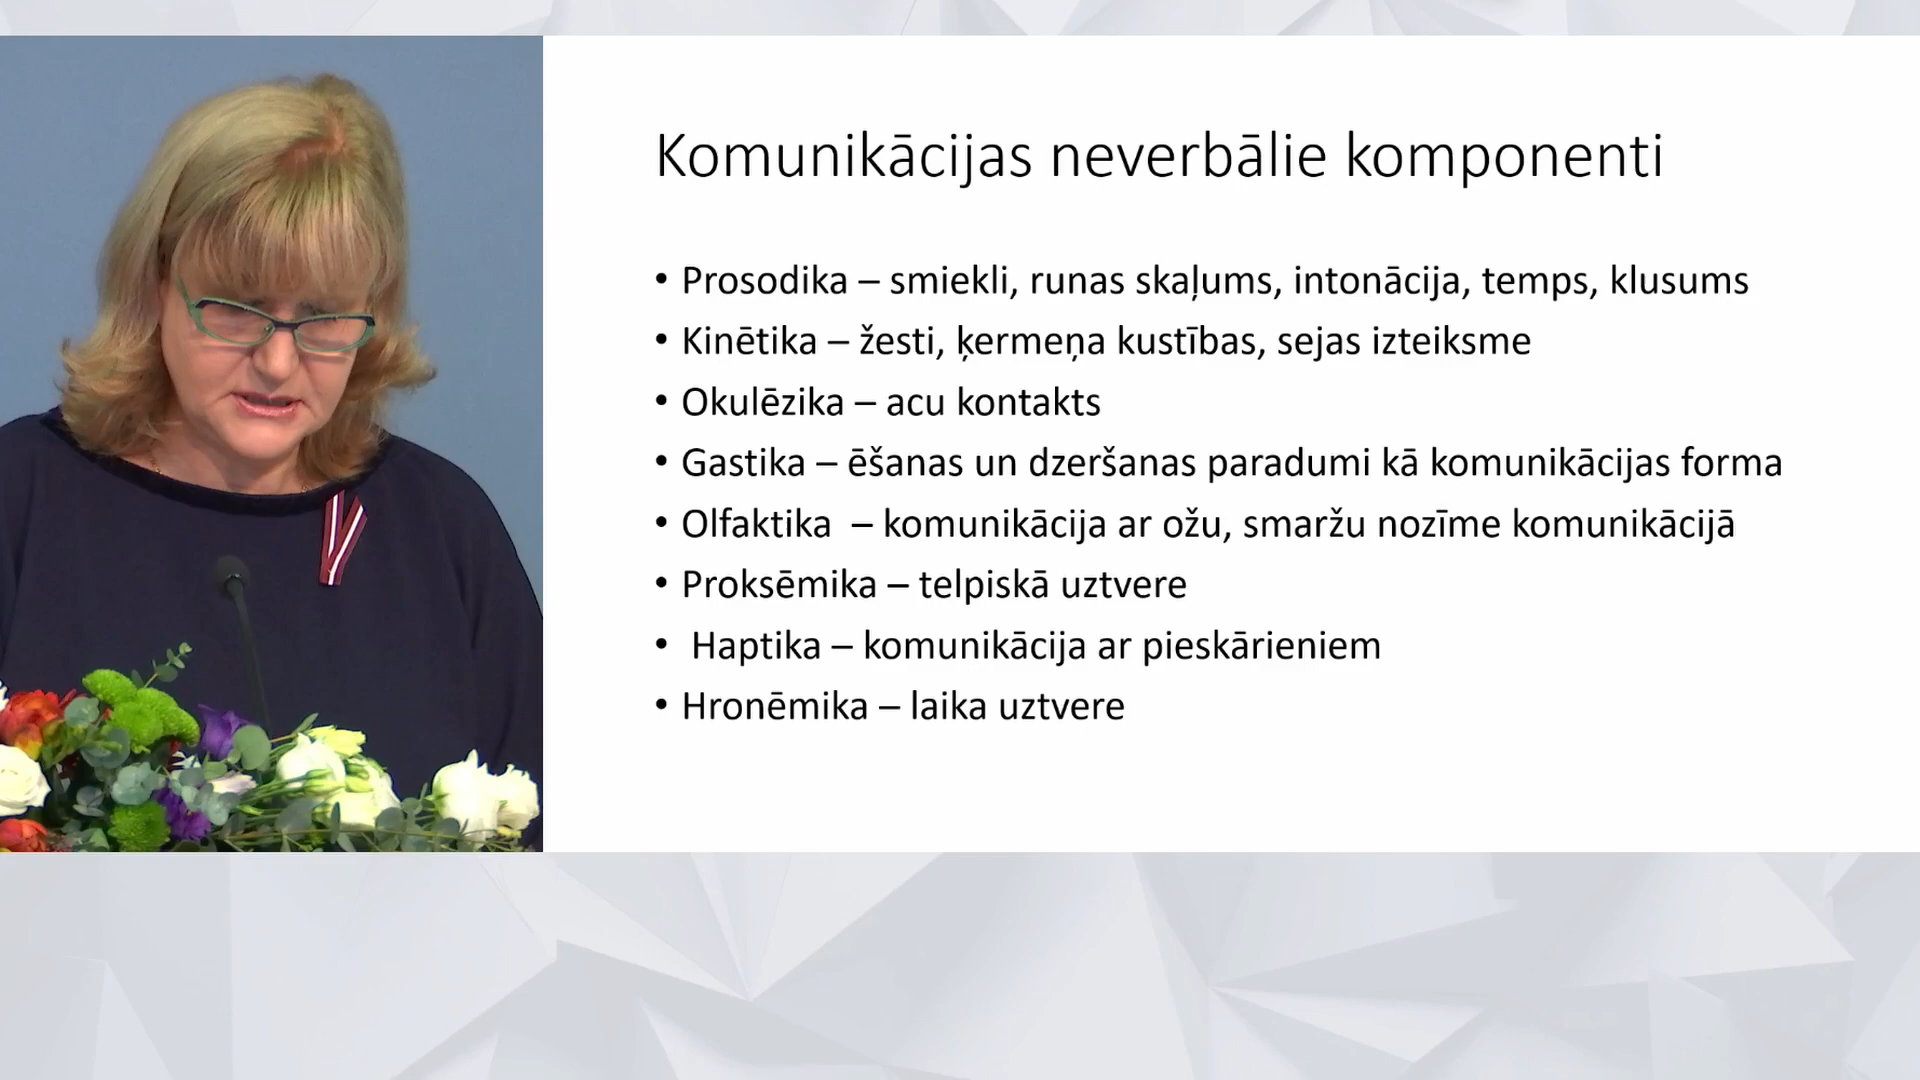 Komunikācijas neverbālie komponenti
• Prosodika – smiekli, runas skaļums, intonācija, temps, klusums
• Kinētika – žesti, ķermeņa kustības, sejas izteiksme
• Okulēzika – acu kontakts
• Gastika – ēšanas un dzeršanas paradumi kā komunikācijas forma
• Olfaktika – komunikācija ar ožu, smaržu nozīme komunikācijā
• Proksēmika – telpiskā uztvere
• Haptika – komunikācija ar pieskārieniem
• Hronēmika – laika uztvere